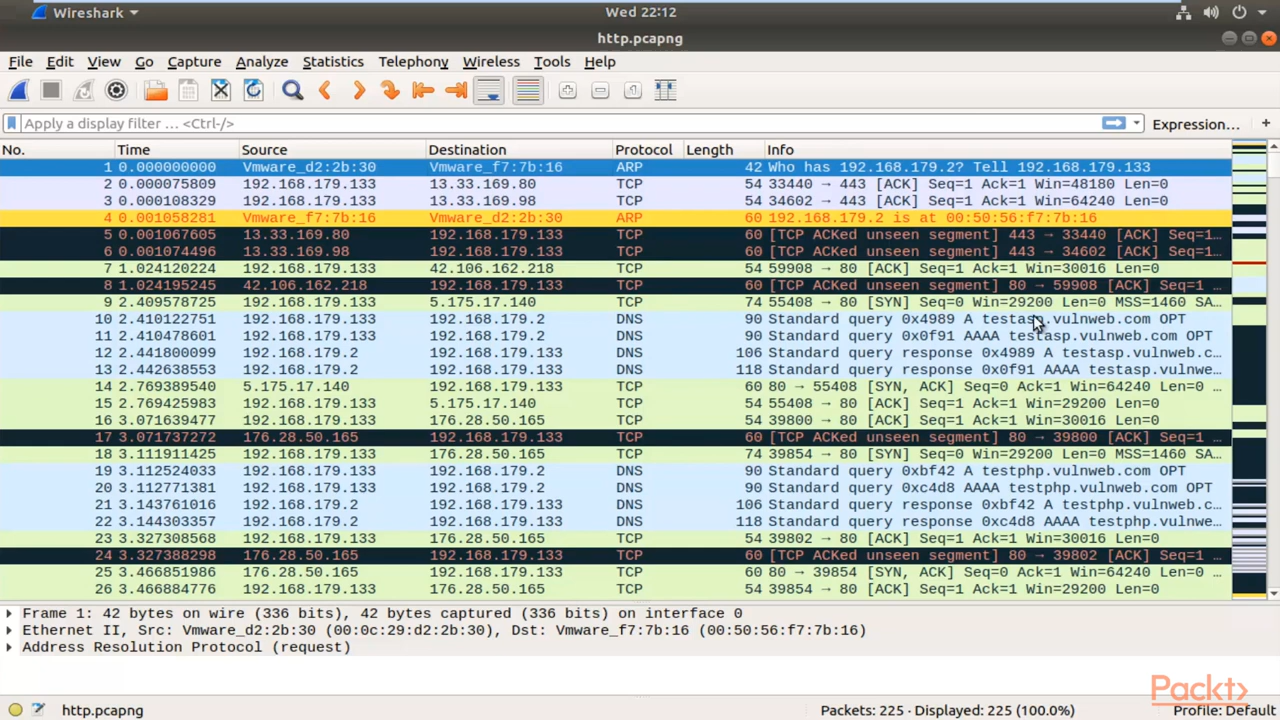 Wireshark
Wed 22:12
http.pcapng
File Edit View Go Capture Analyze Statistics Telephony Wireless Tools Help
Apply a display filter … <Ctrl-/>
Expression…
+
No. Time Source Destination Protocol Length Info
1 0.000000000 Vmware_d2:2b:30 Vmware_f7:7b:16 ARP 42 Who has 192.168.179.2? Tell 192.168.179.133
2 0.000075809 192.168.179.133 13.33.169.80 TCP 54 33440 → 443 [ACK] Seq=1 Ack=1 Win=48180 Len=0
3 0.000108329 192.168.179.133 13.33.169.98 TCP 54 34602 → 443 [ACK] Seq=1 Ack=1 Win=64240 Len=0
4 0.001058281 Vmware_f7:7b:16 Vmware_d2:2b:30 ARP 60 192.168.179.2 is at 00:50:56:f7:7b:16
5 0.001067605 13.33.169.80 192.168.179.133 TCP 60 [TCP ACKed unseen segment] 443 → 33440 [ACK] Seq=1…
6 0.001074496 13.33.169.98 192.168.179.133 TCP 60 [TCP ACKed unseen segment] 443 → 34602 [ACK] Seq=1…
7 1.024120224 192.168.179.133 42.106.162.218 TCP 54 59908 → 80 [ACK] Seq=1 Ack=1 Win=30016 Len=0
8 1.024195245 42.106.162.218 192.168.179.133 TCP 60 [TCP ACKed unseen segment] 80 → 59908 [ACK] Seq=1 …
9 2.409578725 192.168.179.133 5.175.17.140 TCP 74 55408 → 80 [SYN] Seq=0 Win=29200 Len=0 MSS=1460 SA…
10 2.410122751 192.168.179.133 192.168.179.2 DNS 90 Standard query 0x4989 A testasp.vulnweb.com OPT
11 2.410478601 192.168.179.133 192.168.179.2 DNS 90 Standard query 0x0f91 AAAA testasp.vulnweb.com OPT
12 2.441800099 192.168.179.2 192.168.179.133 DNS 106 Standard query response 0x4989 A testasp.vulnweb.c…
13 2.442638553 192.168.179.2 192.168.179.133 DNS 118 Standard query response 0x0f91 AAAA testasp.vulnwe…
14 2.769389540 5.175.17.140 192.168.179.133 TCP 60 80 → 55408 [SYN, ACK] Seq=0 Ack=1 Win=64240 Len=0 …
15 2.769425983 192.168.179.133 5.175.17.140 TCP 54 55408 → 80 [ACK] Seq=1 Ack=1 Win=29200 Len=0
16 3.071639477 192.168.179.133 176.28.50.165 TCP 54 39800 → 80 [ACK] Seq=1 Ack=1 Win=30016 Len=0
17 3.071737272 176.28.50.165 192.168.179.133 TCP 60 [TCP ACKed unseen segment] 80 → 39800 [ACK] Seq=1 …
18 3.111911425 192.168.179.133 176.28.50.165 TCP 74 39854 → 80 [SYN] Seq=0 Win=29200 Len=0 MSS=1460 SA…
19 3.112524033 192.168.179.133 192.168.179.2 DNS 90 Standard query 0xbf42 A testphp.vulnweb.com OPT
20 3.112771381 192.168.179.133 192.168.179.2 DNS 90 Standard query 0xc4d8 AAAA testphp.vulnweb.com OPT
21 3.143761016 192.168.179.2 192.168.179.133 DNS 106 Standard query response 0xbf42 A testphp.vulnweb.c…
22 3.144303357 192.168.179.2 192.168.179.133 DNS 118 Standard query response 0xc4d8 AAAA testphp.vulnwe…
23 3.327308568 192.168.179.133 176.28.50.165 TCP 54 39802 → 80 [ACK] Seq=1 Ack=1 Win=30016 Len=0
24 3.327388298 176.28.50.165 192.168.179.133 TCP 60 [TCP ACKed unseen segment] 80 → 39802 [ACK] Seq=1 …
25 3.466851986 176.28.50.165 192.168.179.133 TCP 60 80 → 39854 [SYN, ACK] Seq=0 Ack=1 Win=64240 Len=0 …
26 3.466884776 192.168.179.133 176.28.50.165 TCP 54 39854 → 80 [ACK] Seq=1 Ack=1 Win=29200 Len=0
Frame 1: 42 bytes on wire (336 bits), 42 bytes captured (336 bits) on interface 0
Ethernet II, Src: Vmware_d2:2b:30 (00:0c:29:d2:2b:30), Dst: Vmware_f7:7b:16 (00:50:56:f7:7b:16)
Address Resolution Protocol (request)
Packt>
http.pcapng
Packets: 225 · Displayed: 225 (100.0%)
Profile: Default